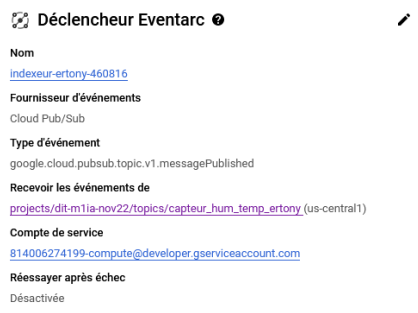 Déclencheur Eventarc
Nom
indexeur-ertony-460816
Fournisseur d'événements
Cloud Pub/Sub
Type d'événement
google.cloud.pubsub.topic.v1.messagePublished
Recevoir les événements de
projects/dit-m1ia-nov22/topics/capteur_hum_temp_ertony (us-central1)
Compte de service
814006274199-compute@developer.gserviceaccount.com
Réessayer après échec
Désactivée